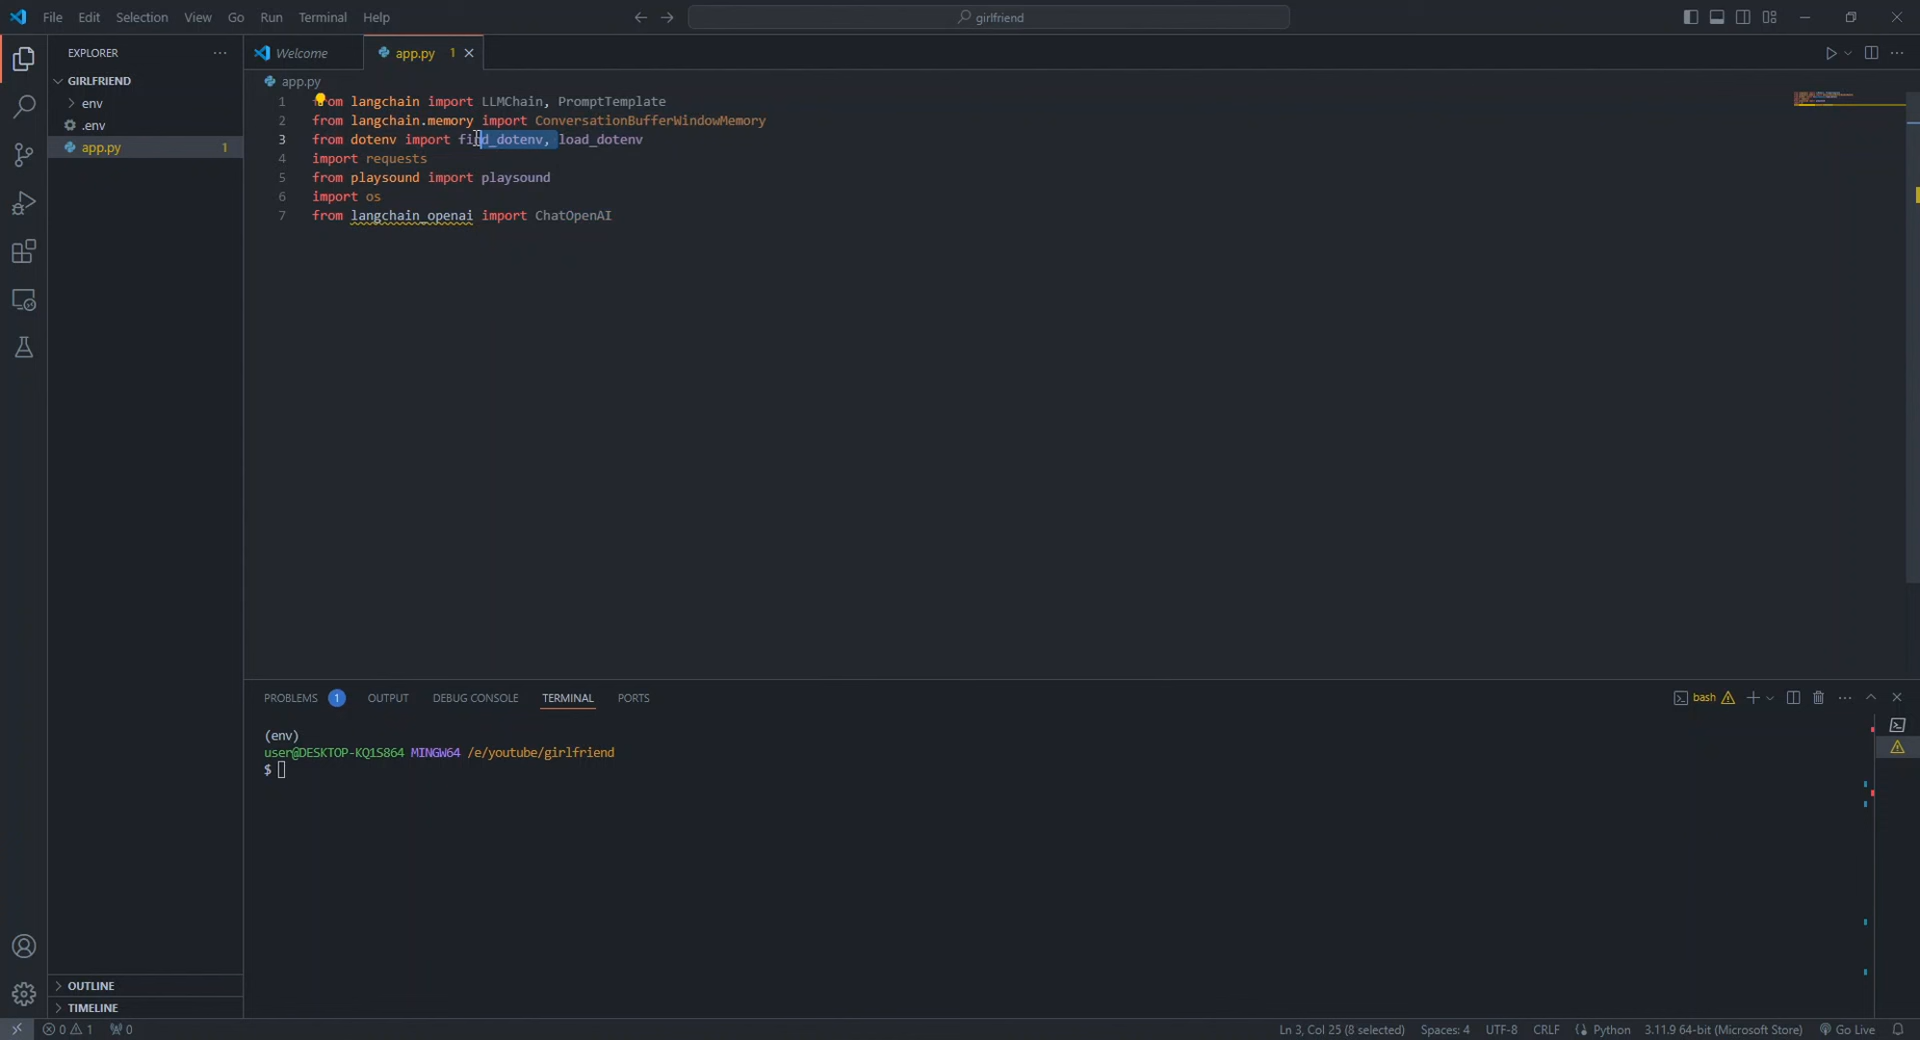 File Edit Selection View Go Run Terminal Help
girlfriend
EXPLORER
GIRLFRIEND
env
.env
app.py 1
OUTLINE
TIMELINE
Welcome
app.py 1
app.py
1 from langchain import LLMChain, PromptTemplate
2 from langchain.memory import ConversationBufferWindowMemory
3 from dotenv import find_dotenv, load_dotenv
4 import requests
5 from playsound import playsound
6 import os
7 from langchain_openai import ChatOpenAI
PROBLEMS 1 OUTPUT DEBUG CONSOLE TERMINAL PORTS
bash
(env)
user@DESKTOP-KQ1S864 MINGW64 /e/youtube/girlfriend
$
0 1 0
Ln 3, Col 25 (8 selected) Spaces: 4 UTF-8 CRLF Python 3.11.9 64-bit (Microsoft Store) Go Live